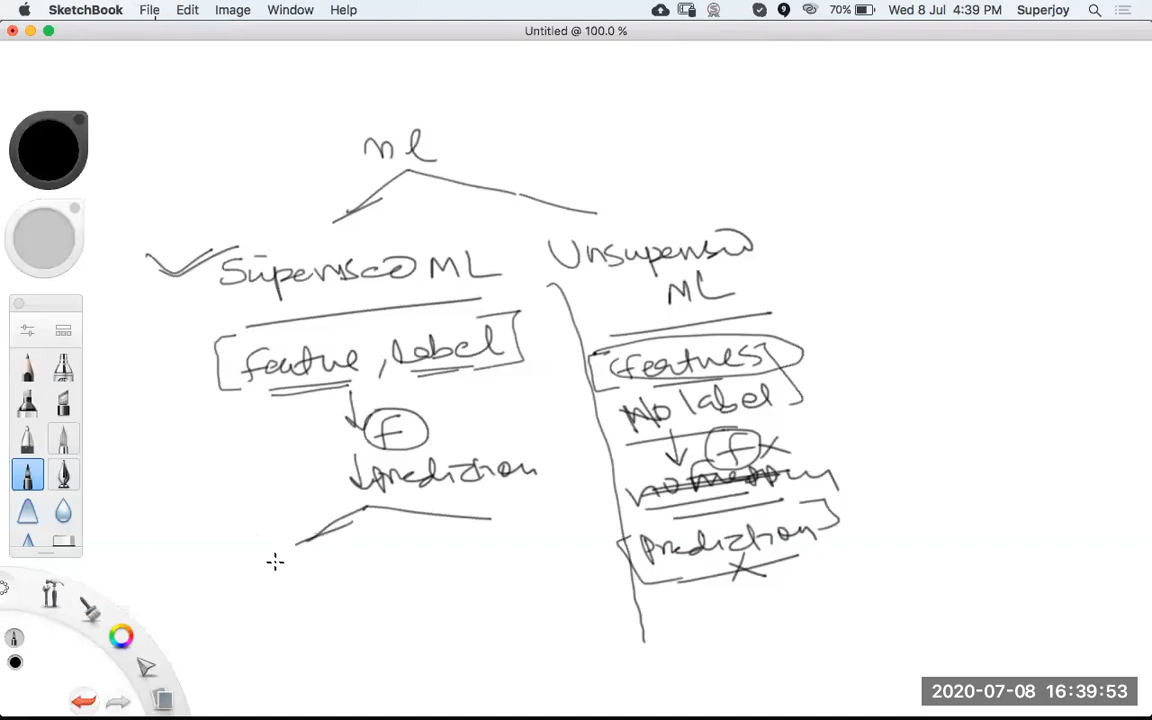 SketchBook File Edit Image Window Help 70% Wed 8 Jul 4:39 PM Superjoy
Untitled @ 100.0 %
ml
Supervised ML
Unsupervised
ML
feature, label
features
No label
F
f x
prediction
prediction
x
2020-07-08 16:39:53